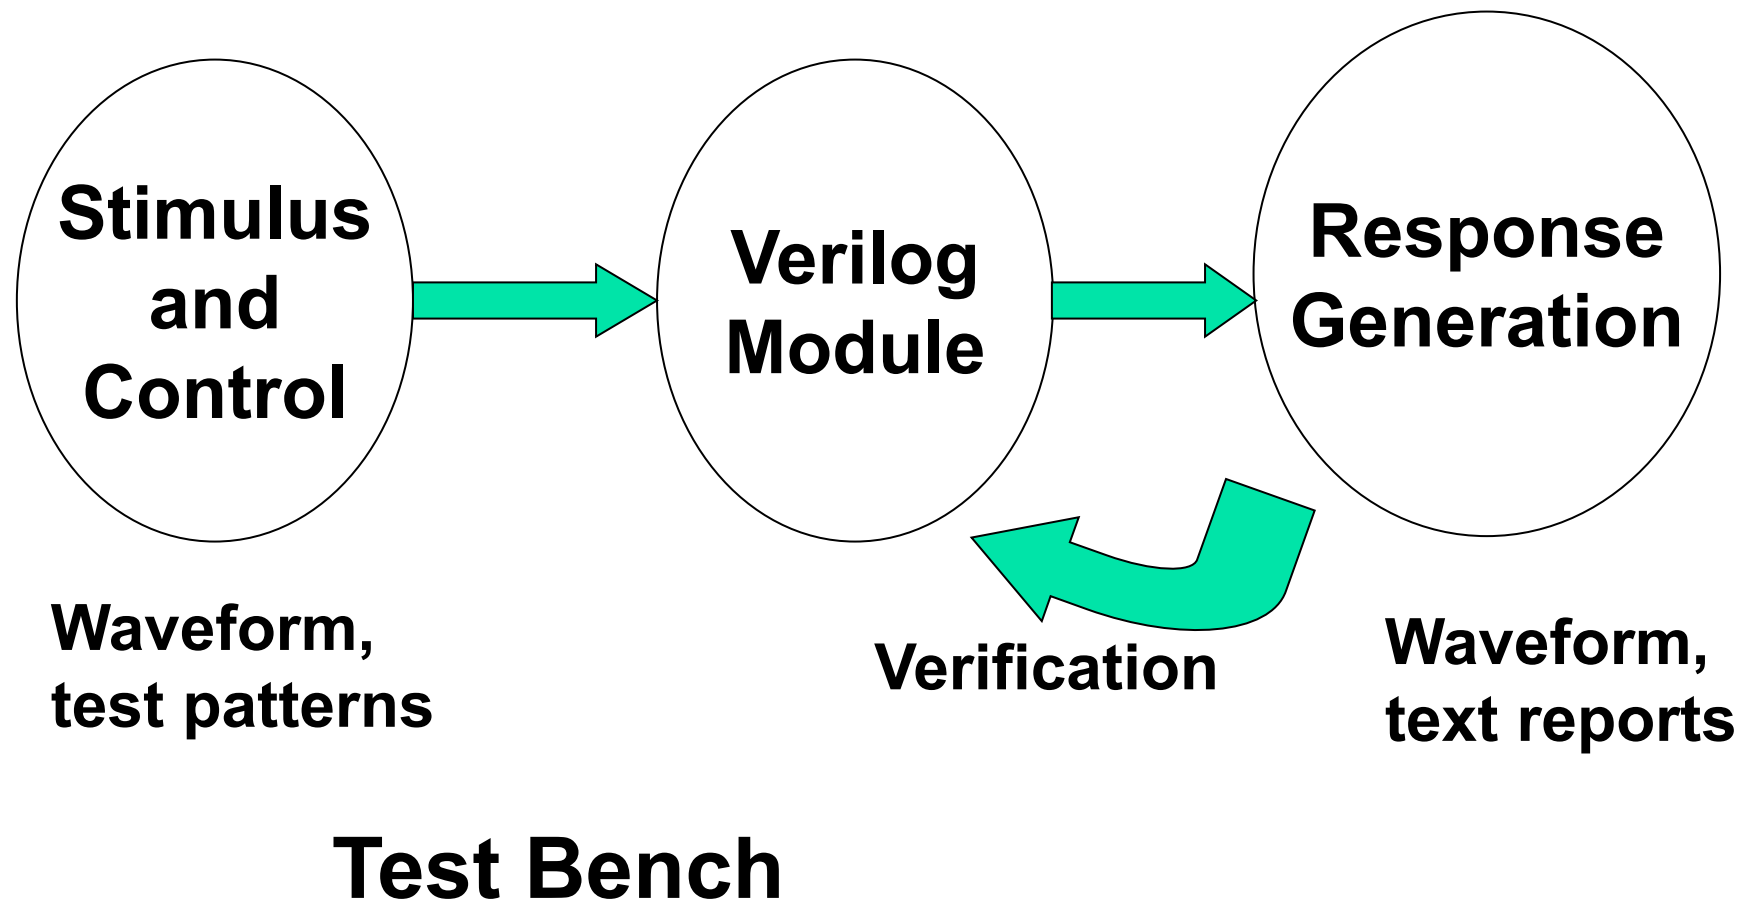 Stimulus
and
Control
Verilog
Module
Response
Generation
Waveform,
test patterns
Verification
Waveform,
text reports
Test Bench